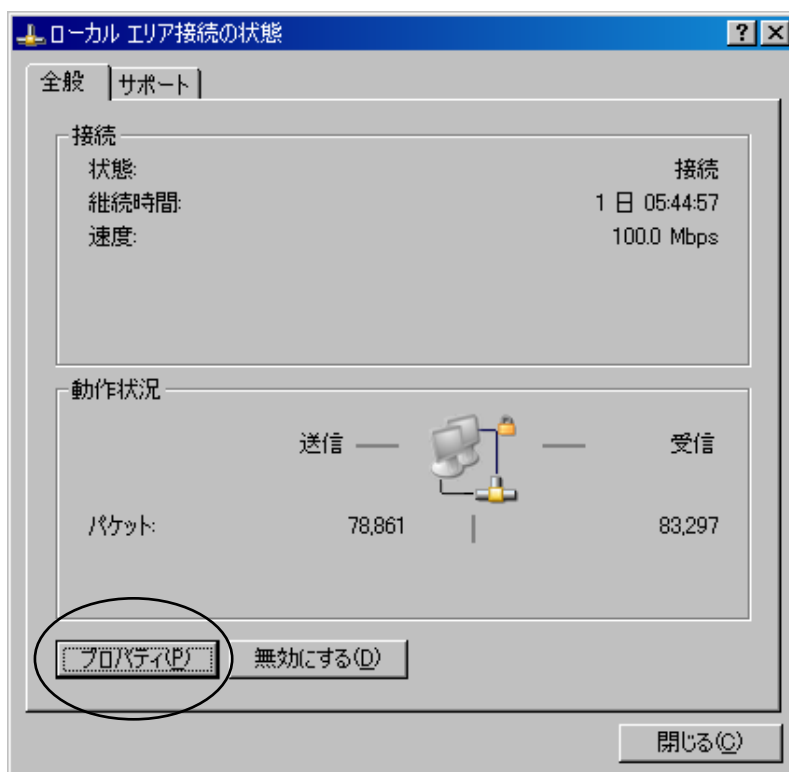 ローカル エリア接続の状態
全般 サポート
接続
状態: 接続
継続時間: 1 日 05:44:57
速度: 100.0 Mbps
動作状況
送信 受信
パケット: 78,861 83,297
プロパティ(P) 無効にする(D)
閉じる(C)